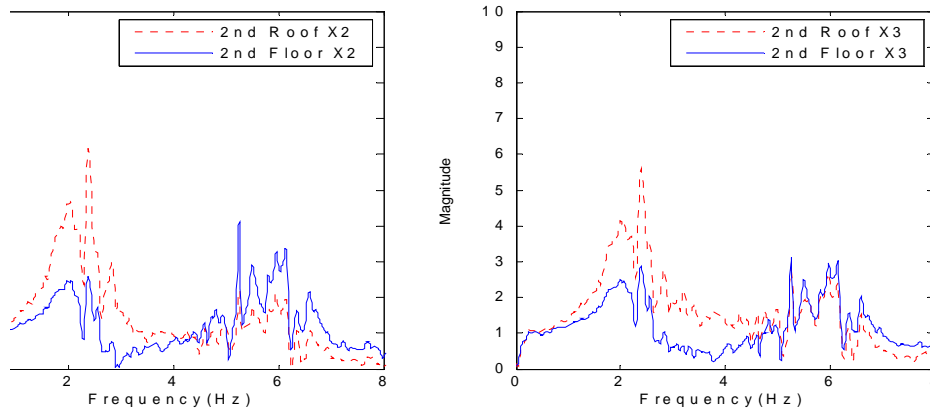 2nd Roof X2
2nd Floor X2
2 4 6 8
Frequency(Hz)
10
9
8
7
6
5
4
3
2
1
0
Magnitude
2nd Roof X3
2nd Floor X3
0 2 4 6
Frequency(Hz)